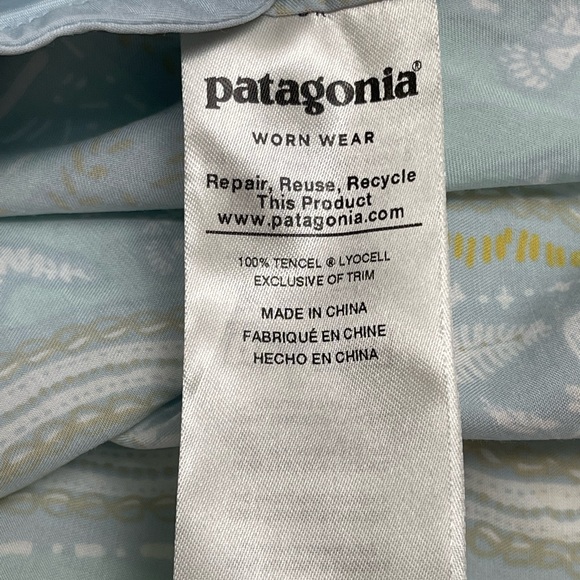 patagonia®
WORN WEAR
Repair, Reuse, Recycle
This Product
www.patagonia.com
100% TENCEL ® LYOCELL
EXCLUSIVE OF TRIM
MADE IN CHINA
FABRIQUÉ EN CHINE
HECHO EN CHINA